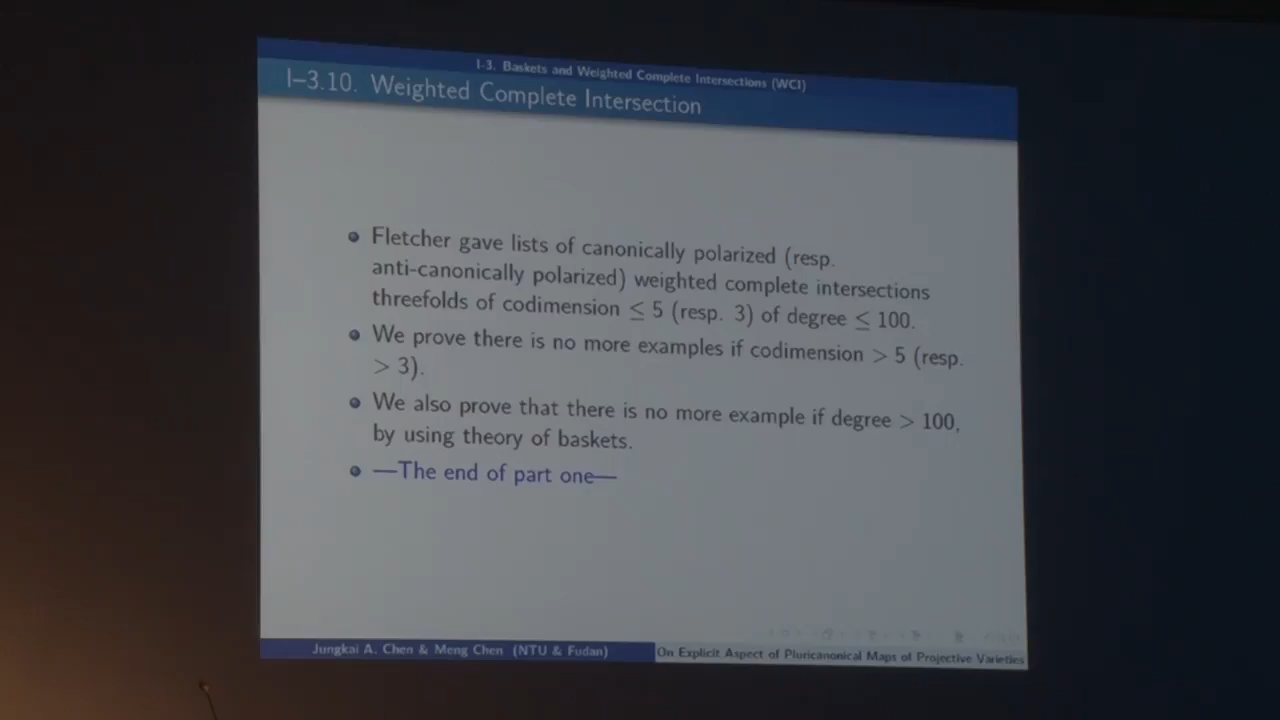 I-3. Baskets and Weighted Complete Intersections (WCI)
I–3.10. Weighted Complete Intersection
Fletcher gave lists of canonically polarized (resp.
anti-canonically polarized) weighted complete intersections
threefolds of codimension ≤ 5 (resp. 3) of degree ≤ 100.
We prove there is no more examples if codimension > 5 (resp.
> 3).
We also prove that there is no more example if degree > 100,
by using theory of baskets.
—The end of part one—
Jungkai A. Chen & Meng Chen (NTU & Fudan)
On Explicit Aspect of Pluricanonical Maps of Projective Varieties